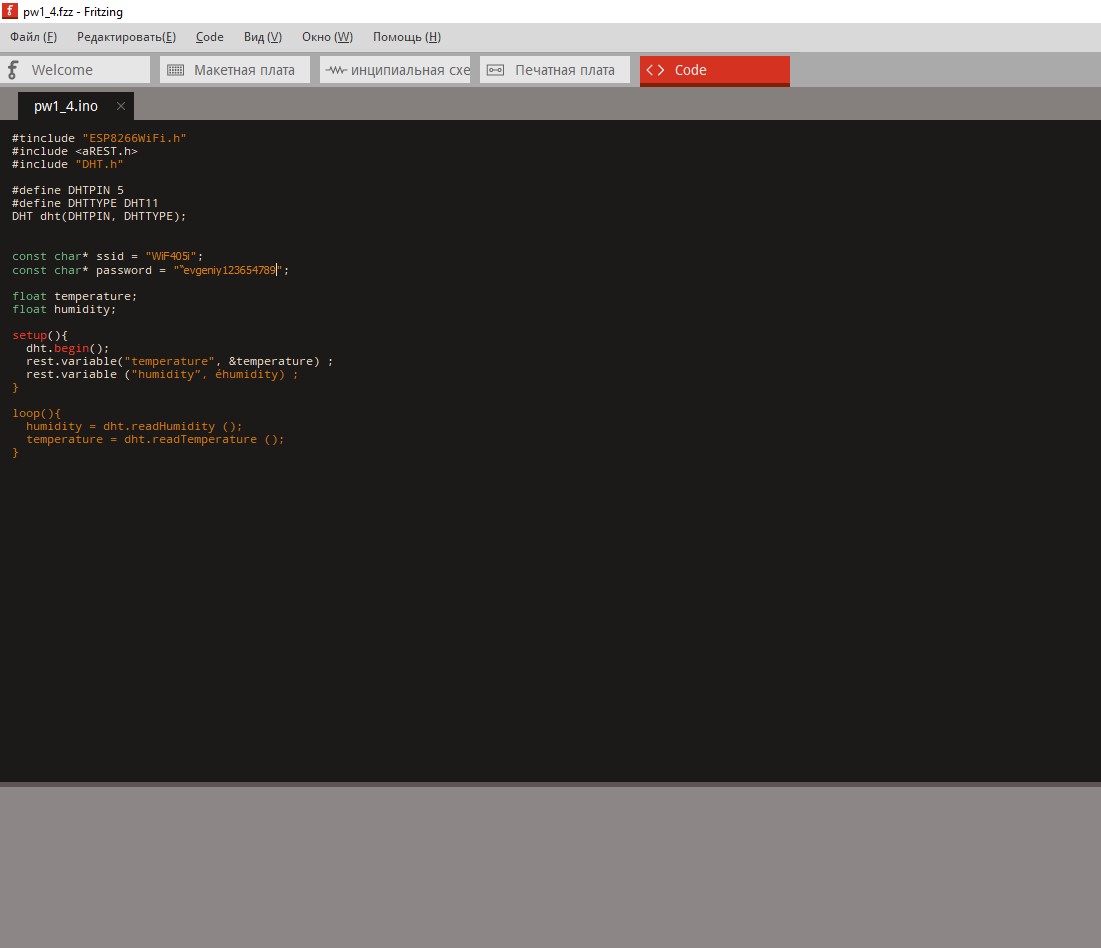 pw1_4.fzz - Fritzing
Файл (F) Редактировать(E) Code Вид (V) Окно (W) Помощь (H)
Welcome Макетная плата инципиальная схе Печатная плата Code
pw1_4.ino
#tinclude "ESP8266WiFi.h"
#include <aREST.h>
#include "DHT.h"
#define DHTPIN 5
#define DHTTYPE DHT11
DHT dht(DHTPIN, DHTTYPE);
const char* ssid = "WiF405i";
const char* password = "“evgeniy123654789";
float temperature;
float humidity;
setup(){
dht.begin();
rest.variable("temperature", &temperature) ;
rest.variable ("humidity”, éhumidity) ;
}
loop(){
humidity = dht.readHumidity ();
temperature = dht.readTemperature ();
}